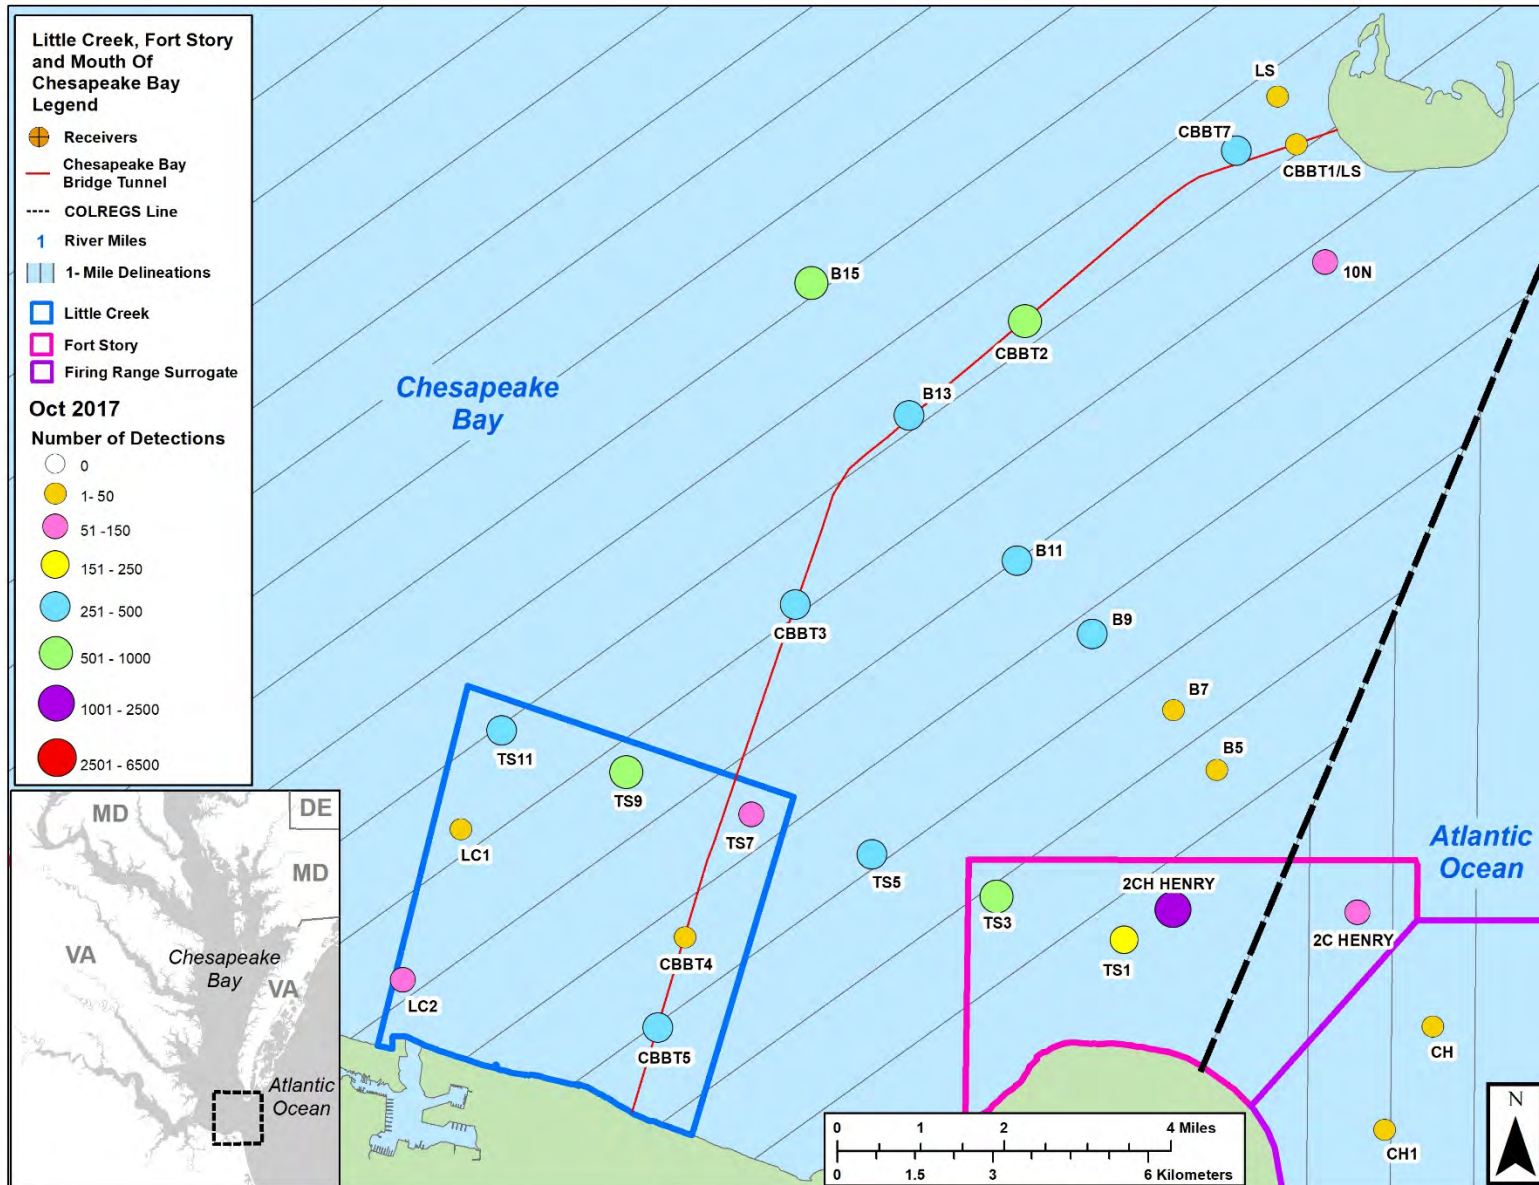 Little Creek, Fort Story
and Mouth Of
Chesapeake Bay
Legend
Receivers
Chesapeake Bay
Bridge Tunnel
COLREGS Line
1 River Miles
1- Mile Delineations
Little Creek
Fort Story
Firing Range Surrogate
Oct 2017
Number of Detections
0
1- 50
51 -150
151 - 250
251 - 500
501 - 1000
1001 - 2500
2501 - 6500
MD
DE
MD
VA
Chesapeake
Bay
VA
Atlantic
Ocean
LS
CBBT7
CBBT1/LS
10N
B15
CBBT2
Chesapeake
Bay
B13
B11
CBBT3
B9
B7
B5
TS11
TS9
TS7
LC1
TS5
Atlantic
Ocean
2CH HENRY
TS3
2C HENRY
TS1
CBBT4
LC2
CBBT5
CH
CH1
0 1 2 4 Miles
0 1.5 3 6 Kilometers
N